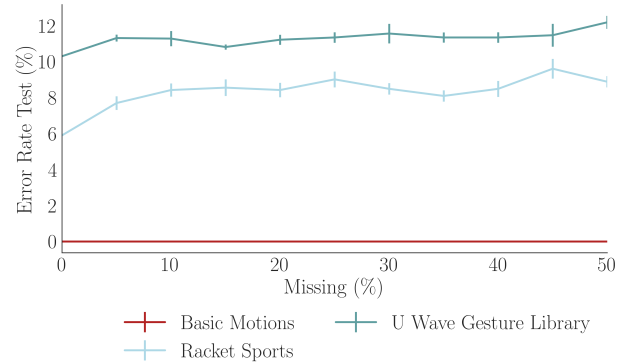 Error Rate Test (%)
12
10
8
6
4
2
0
0 10 20 30 40 50
Missing (%)
Basic Motions
U Wave Gesture Library
Racket Sports